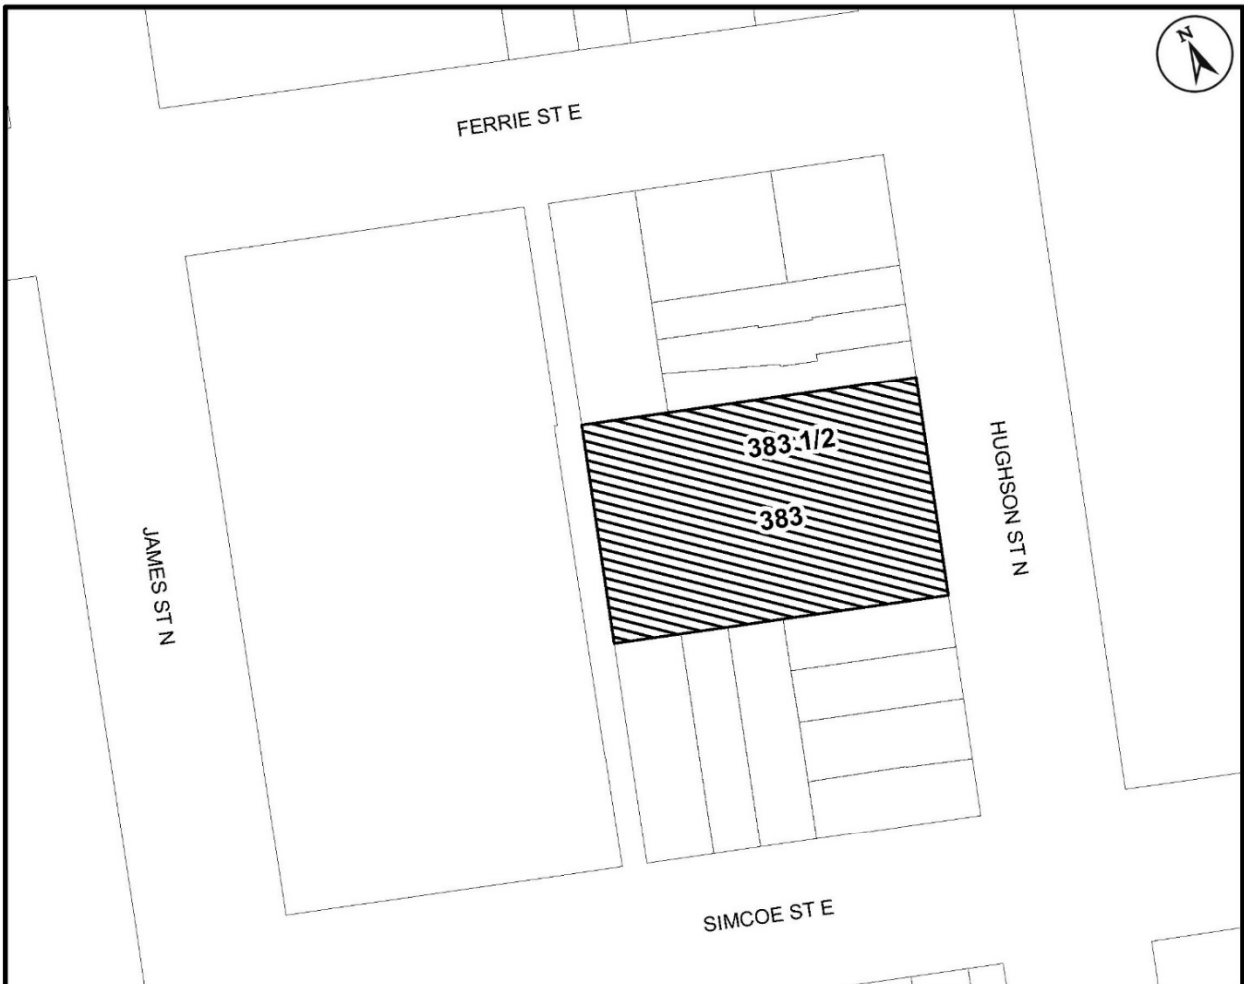 N
FERRIE ST E
383 1/2
383
HUGHSON ST N
JAMES ST N
SIMCOE ST E